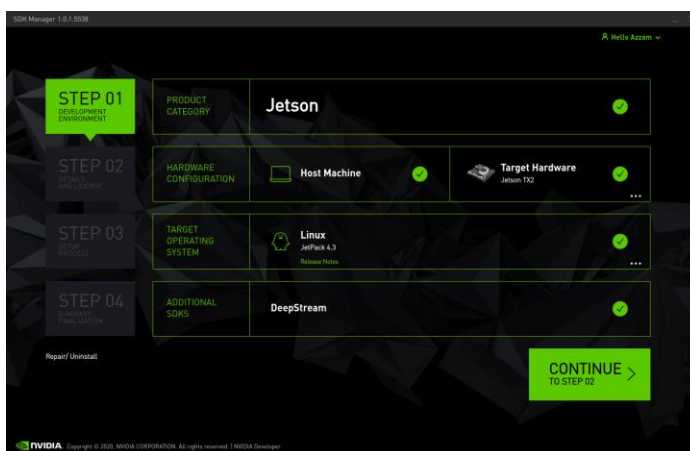 SDK Manager 1.0.1.5538
Hello Azzam
STEP 01
DEVELOPMENT
ENVIRONMENT
PRODUCT
CATEGORY
Jetson
STEP 02
DETAILS
AND LICENSE
HARDWARE
CONFIGURATION
Host Machine
Target Hardware
Jetson TX2
...
STEP 03
SETUP
PROCESS
TARGET
OPERATING
SYSTEM
Linux
JetPack 4.3
Release Notes
...
STEP 04
SUMMARY
FINALIZATION
ADDITIONAL
SDKS
DeepStream
Repair/ Uninstall
CONTINUE >
TO STEP 02
NVIDIA. Copyright © 2020, NVIDIA CORPORATION. All rights reserved. | NVIDIA Developer